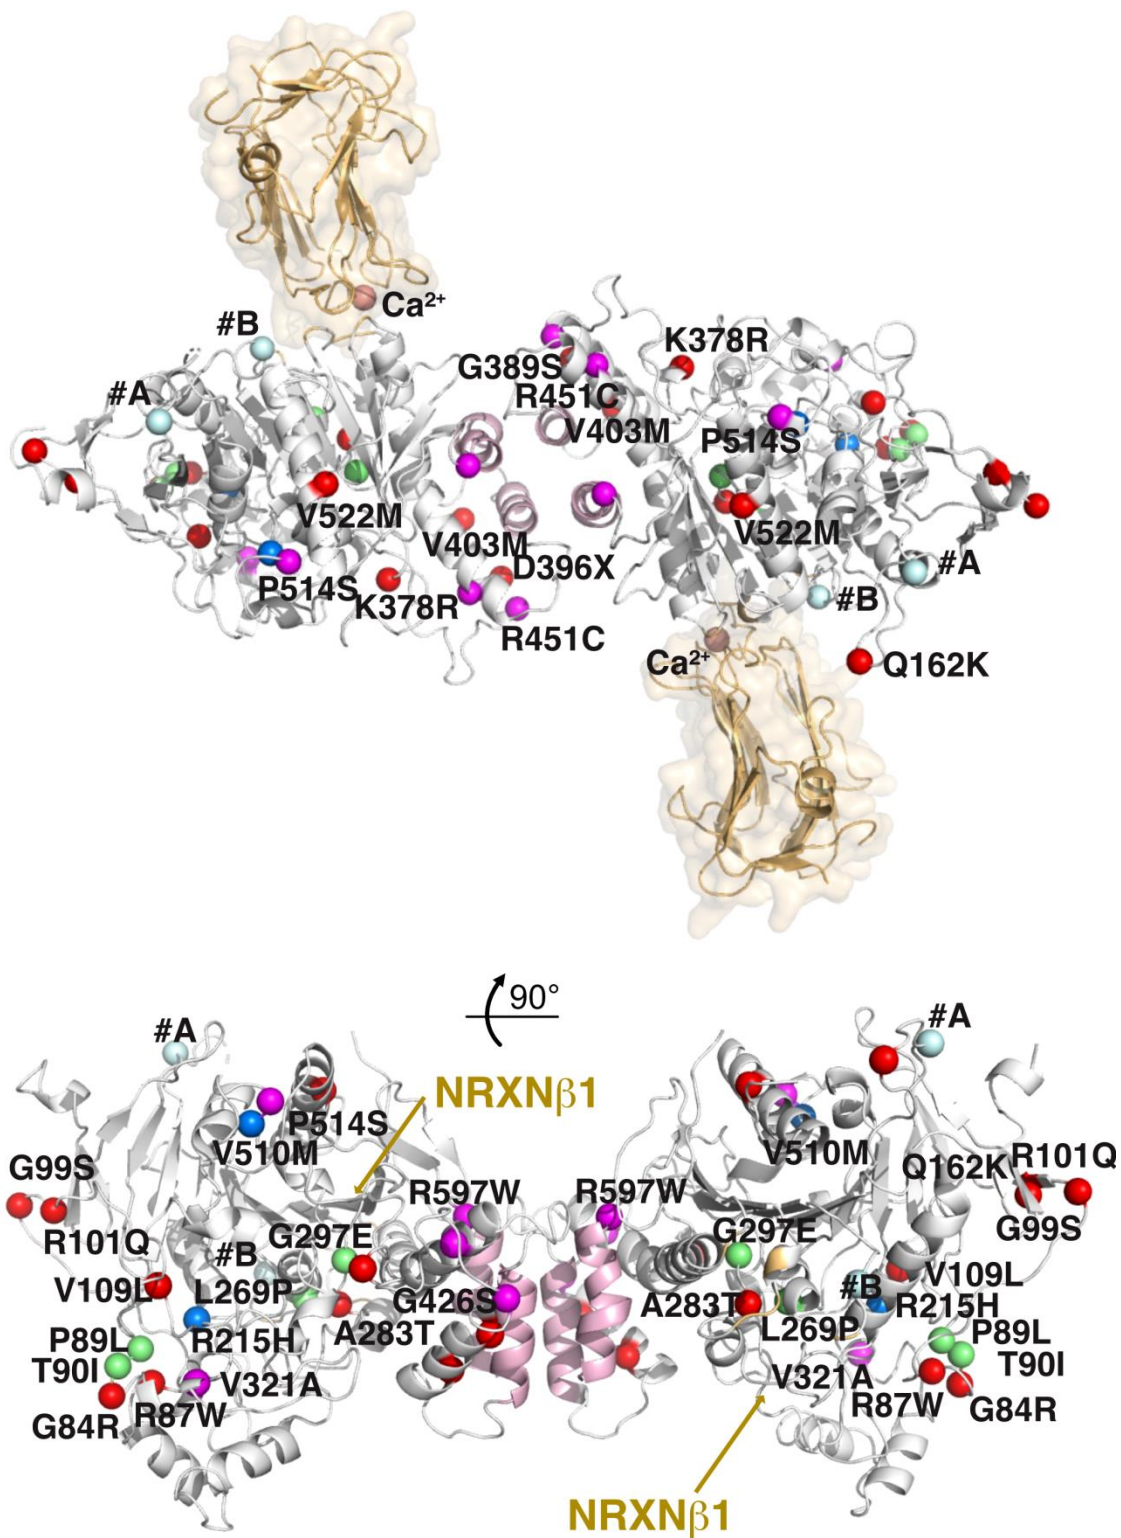 Ca²⁺
#B
#A
G389S
K378R
R451C
V403M
P514S
V522M
V403M
D396X
V522M
#A
P514S
K378R
#B
R451C
Ca²⁺
Q162K
90°
#A
#A
NRXNβ1
P514S
V510M
V510M
G99S
Q162K
R101Q
R597W
R597W
R101Q
G297E
G297E
G99S
#B
V109L
L269P
G426S
A283T
#B
V109L
R215H
A283T
L269P
R215H
P89L
P89L
T90I
V321A
V321A
T90I
R87W
R87W
G84R
G84R
NRXNβ1